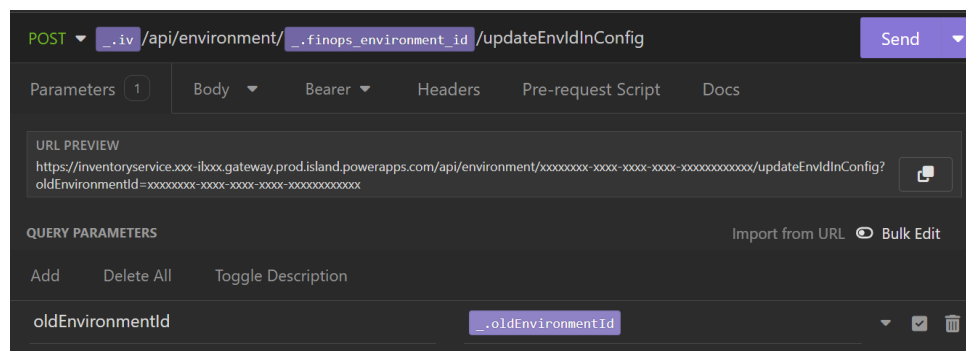 POST _.iv /api/environment/ _.finops_environment_id /updateEnvIdInConfig Send
Parameters 1 Body Bearer Headers Pre-request Script Docs
URL PREVIEW
https://inventoryservice.xxx-ilxxx.gateway.prod.island.powerapps.com/api/environment/xxxxxxxx-xxxx-xxxx-xxxx-xxxxxxxxxxxx/updateEnvIdInConfig?
oldEnvironmentId=xxxxxxxx-xxxx-xxxx-xxxx-xxxxxxxxxxxx
QUERY PARAMETERS Import from URL Bulk Edit
Add Delete All Toggle Description
oldEnvironmentId _.oldEnvironmentId